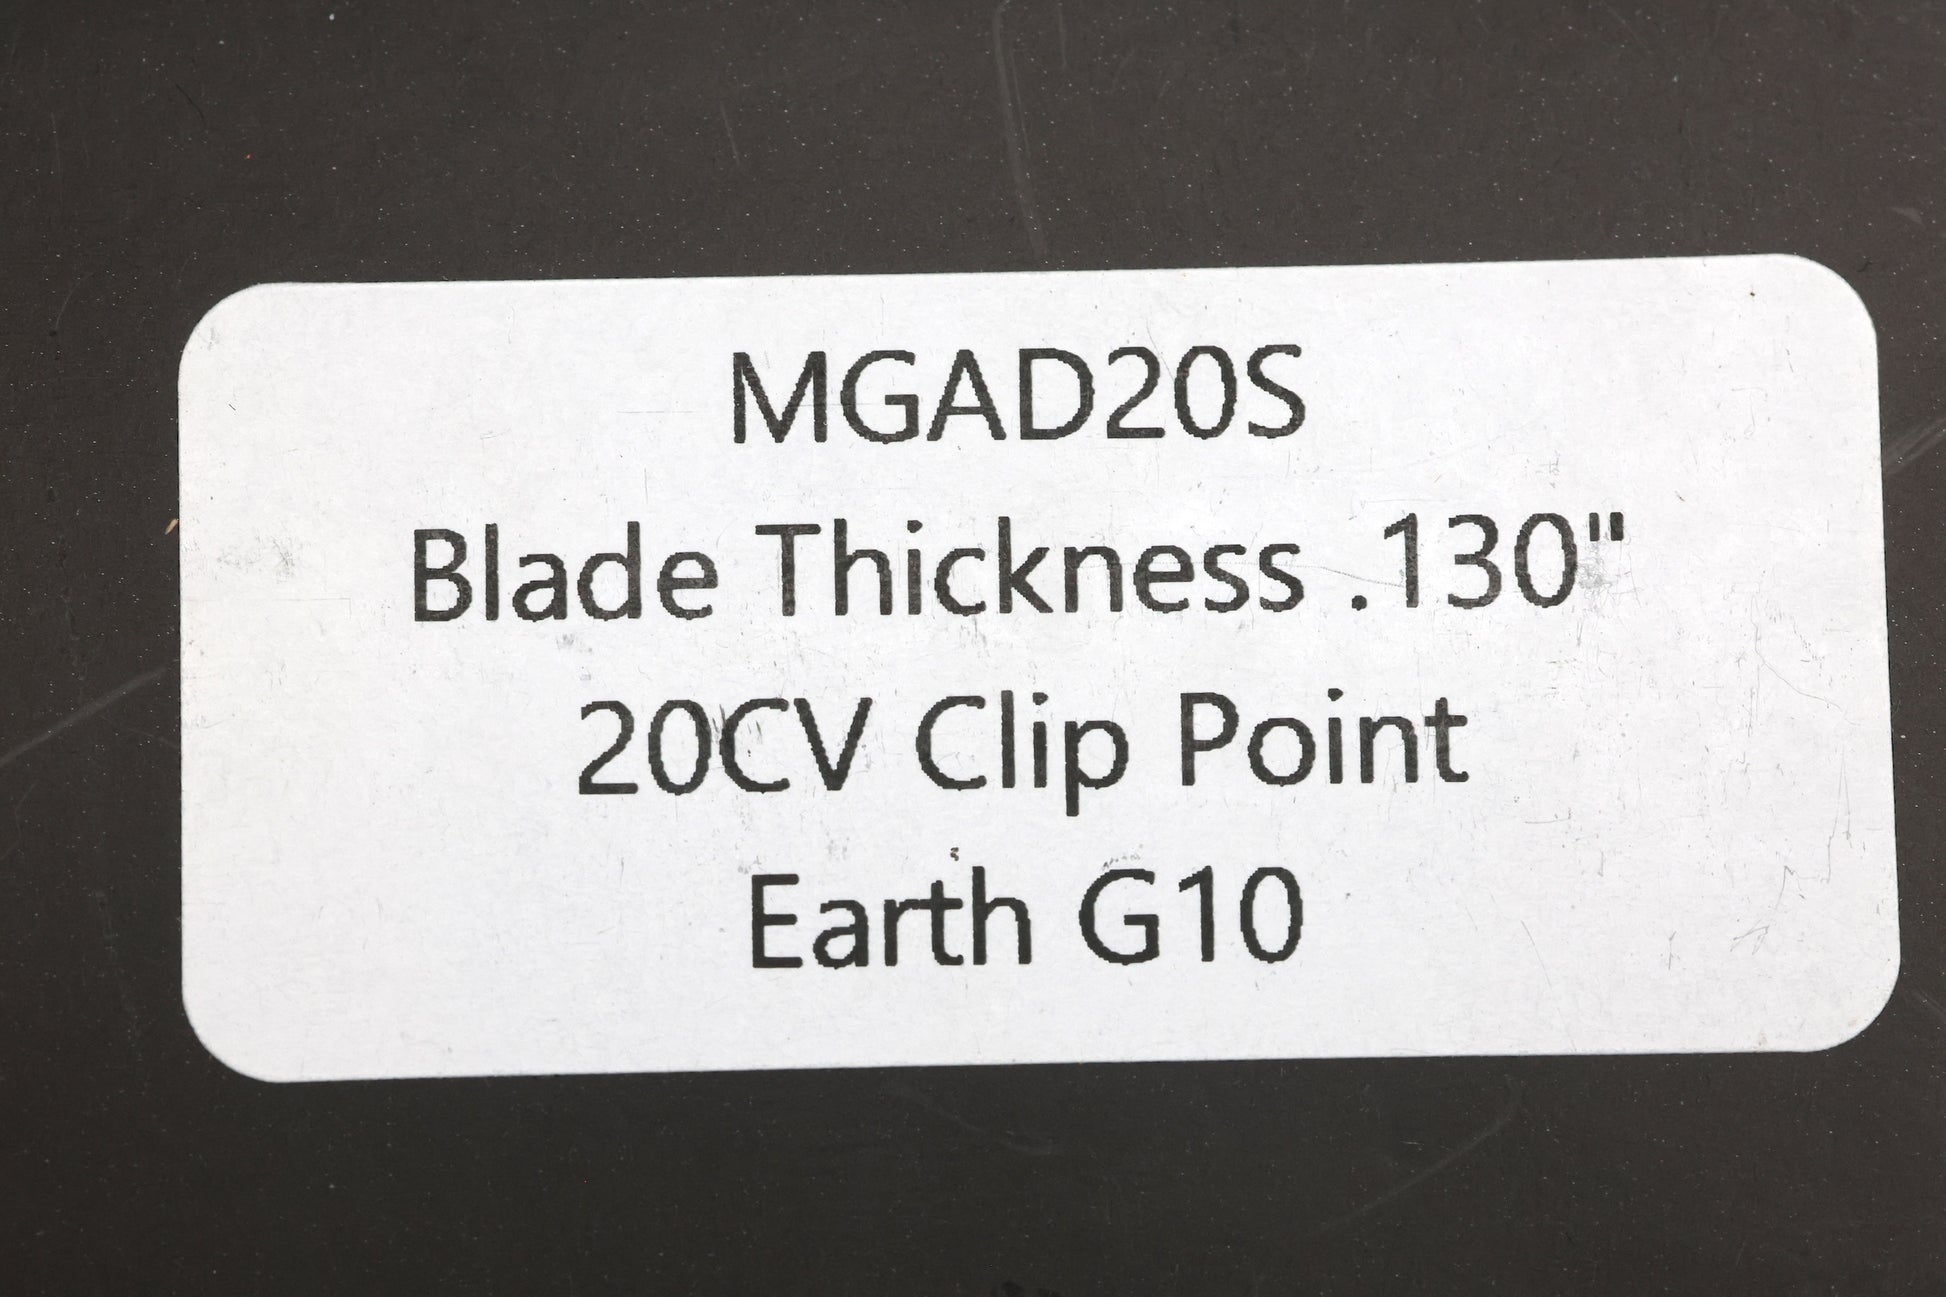 MGAD20S
Blade Thickness .130"
20CV Clip Point
Earth G10